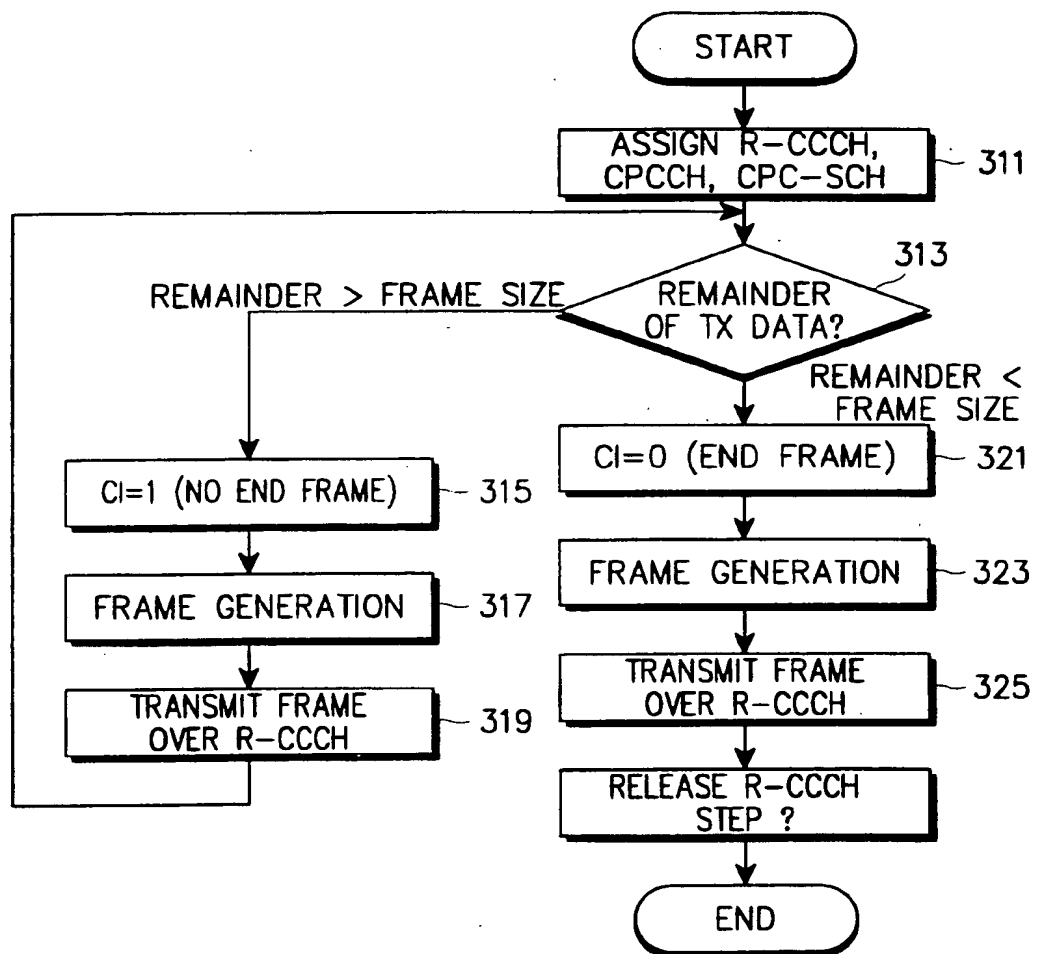 START
ASSIGN R-CCCH,
CPCCH, CPC-SCH
311
313
REMAINDER > FRAME SIZE
REMAINDER
OF TX DATA?
REMAINDER <
FRAME SIZE
CI=0 (END FRAME)
321
CI=1 (NO END FRAME)
315
FRAME GENERATION
323
FRAME GENERATION
317
TRANSMIT FRAME
OVER R-CCCH
325
TRANSMIT FRAME
OVER R-CCCH
319
RELEASE R-CCCH
STEP ?
END